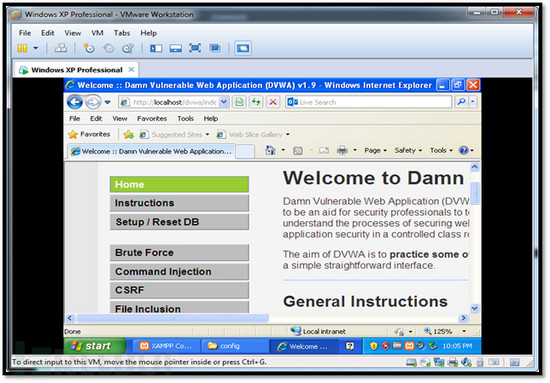 Windows XP Professional - VMware Workstation
File Edit View VM Tabs Help
Windows XP Professional ×
Welcome :: Damn Vulnerable Web Application (DVWA) v1.9 - Windows Internet Explorer
http://localhost/dvwa/inde
Live Search
File Edit View Favorites Tools Help
Favorites Suggested Sites Web Slice Gallery
Welcome :: Damn Vulnerable Web Application...
Page Safety Tools
Home
Instructions
Setup / Reset DB
Brute Force
Command Injection
CSRF
File Inclusion
Welcome to Damn
Damn Vulnerable Web Application (DVW
to be an aid for security professionals to te
understand the processes of securing we
application security in a controlled class ro
The aim of DVWA is to practice some o
a simple straightforward interface.
General Instructions
Done Local intranet 125%
start XAMPP Co... config Welcome ... 10:05 PM
To direct input to this VM, move the mouse pointer inside or press Ctrl+G.